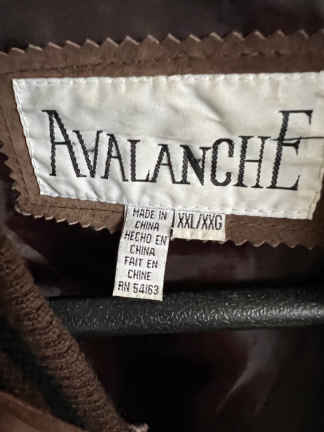 AVALANCHE
MADE IN
CHINA
HECHO EN
CHINA
FAIT EN
CHINE
RN 54163
XXL/XXG